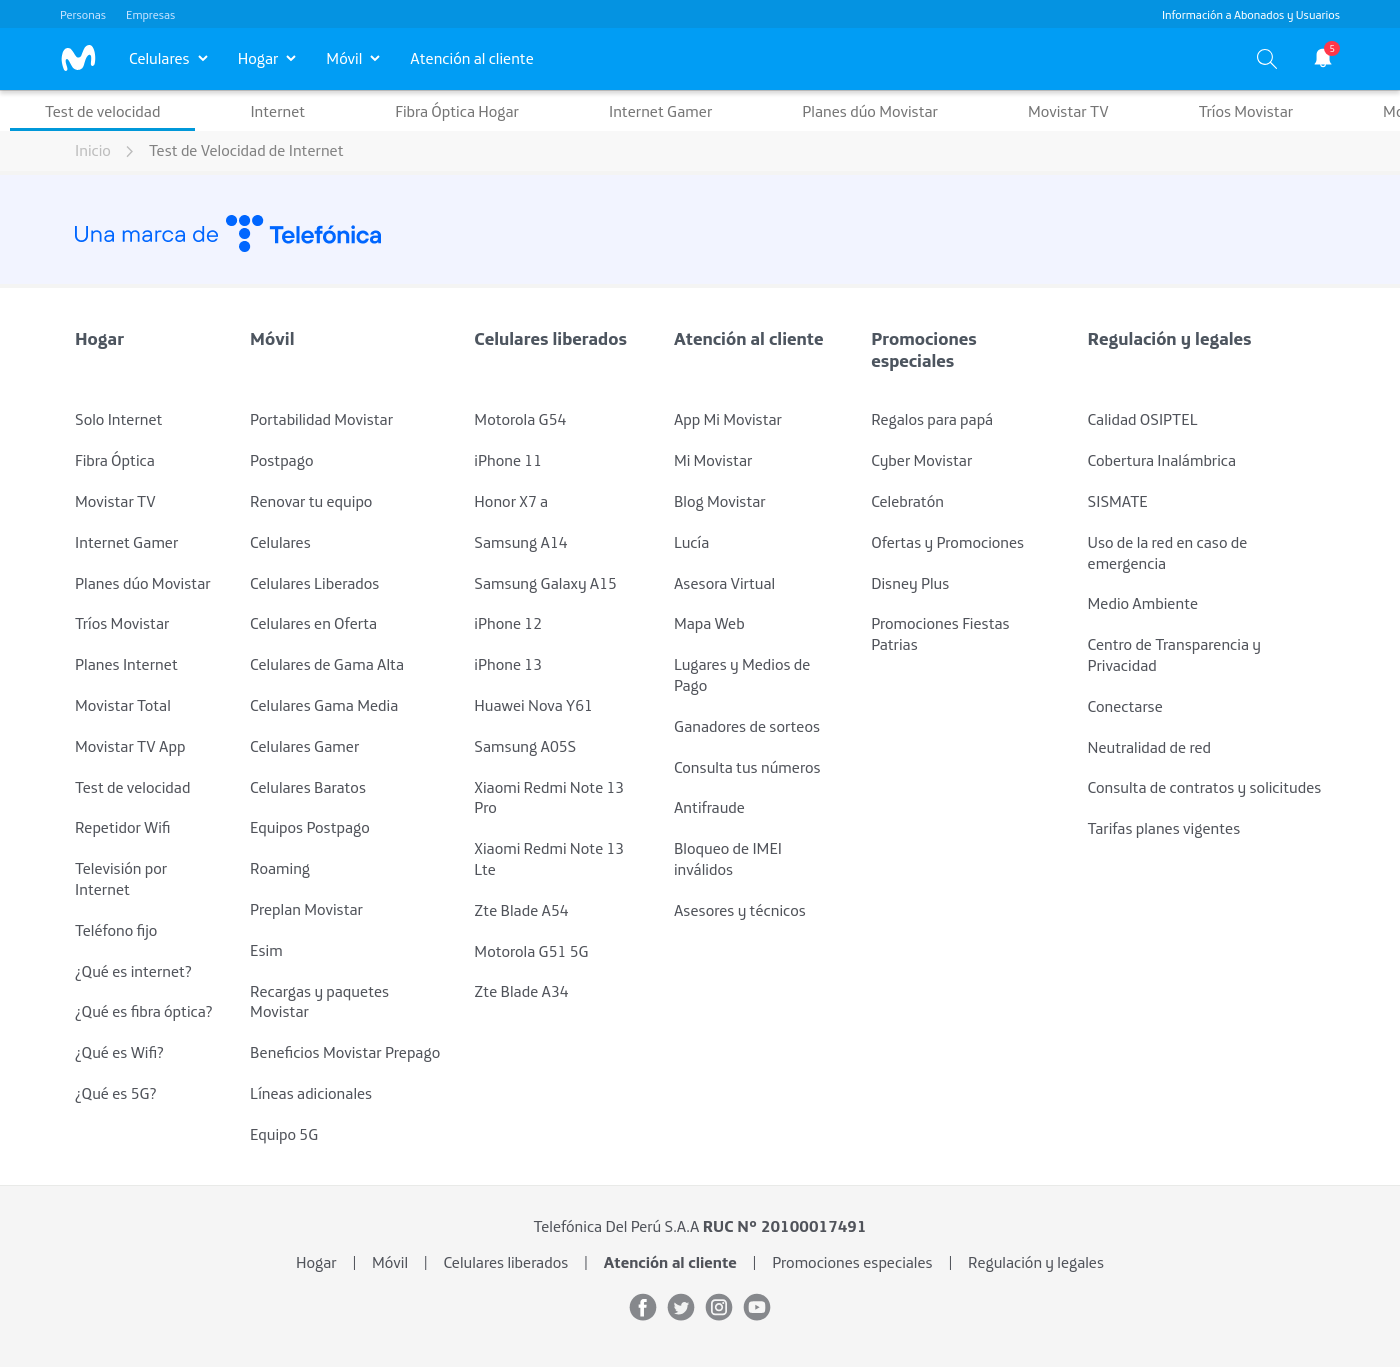 Personas Empresas Información a Abonados y Usuarios
Celulares Hogar Móvil Atención al cliente 5
Test de velocidad Internet Fibra Óptica Hogar Internet Gamer Planes dúo Movistar Movistar TV Tríos Movistar
Inicio Test de Velocidad de Internet
Una marca de Telefónica
Hogar
Solo Internet
Fibra Óptica
Movistar TV
Internet Gamer
Planes dúo Movistar
Tríos Movistar
Planes Internet
Movistar Total
Movistar TV App
Test de velocidad
Repetidor Wifi
Televisión por
Internet
Teléfono fijo
¿Qué es internet?
¿Qué es fibra óptica?
¿Qué es Wifi?
¿Qué es 5G?
Móvil
Portabilidad Movistar
Postpago
Renovar tu equipo
Celulares
Celulares Liberados
Celulares en Oferta
Celulares de Gama Alta
Celulares Gama Media
Celulares Gamer
Celulares Baratos
Equipos Postpago
Roaming
Preplan Movistar
Esim
Recargas y paquetes
Movistar
Beneficios Movistar Prepago
Líneas adicionales
Equipo 5G
Celulares liberados
Motorola G54
iPhone 11
Honor X7 a
Samsung A14
Samsung Galaxy A15
iPhone 12
iPhone 13
Huawei Nova Y61
Samsung A05S
Xiaomi Redmi Note 13
Pro
Xiaomi Redmi Note 13
Lte
Zte Blade A54
Motorola G51 5G
Zte Blade A34
Atención al cliente
App Mi Movistar
Mi Movistar
Blog Movistar
Lucía
Asesora Virtual
Mapa Web
Lugares y Medios de
Pago
Ganadores de sorteos
Consulta tus números
Antifraude
Bloqueo de IMEI
inválidos
Asesores y técnicos
Promociones
especiales
Regalos para papá
Cyber Movistar
Celebratón
Ofertas y Promociones
Disney Plus
Promociones Fiestas
Patrias
Regulación y legales
Calidad OSIPTEL
Cobertura Inalámbrica
SISMATE
Uso de la red en caso de
emergencia
Medio Ambiente
Centro de Transparencia y
Privacidad
Conectarse
Neutralidad de red
Consulta de contratos y solicitudes
Tarifas planes vigentes
Telefónica Del Perú S.A.A RUC Nº 20100017491
Hogar | Móvil | Celulares liberados | Atención al cliente | Promociones especiales | Regulación y legales